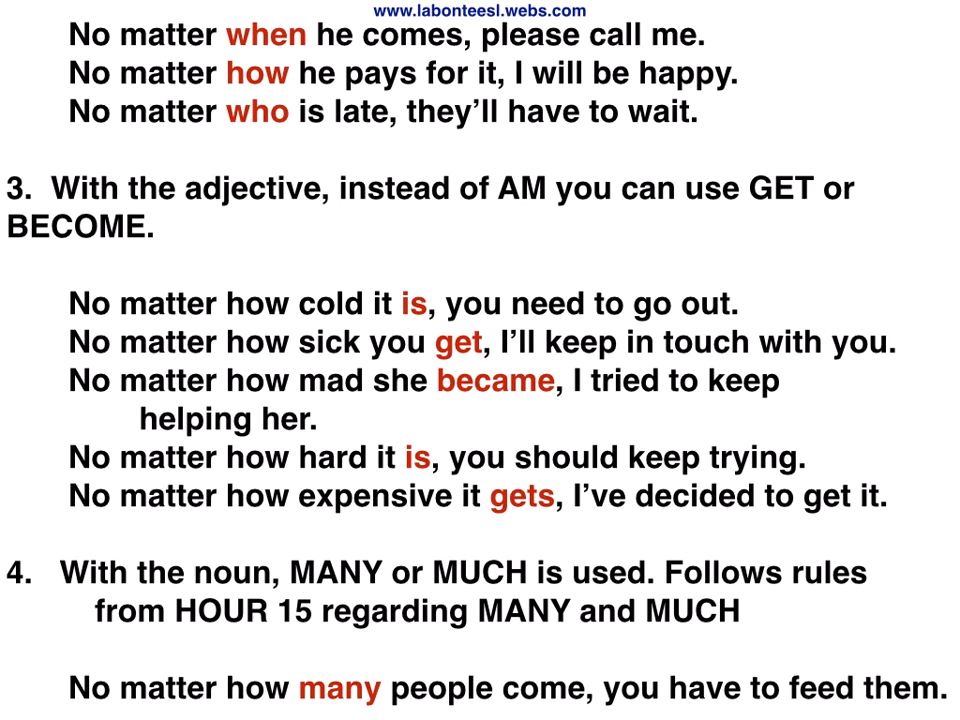 www.labonteesl.webs.com
No matter when he comes, please call me.
No matter how he pays for it, I will be happy.
No matter who is late, they’ll have to wait.
3. With the adjective, instead of AM you can use GET or
BECOME.
No matter how cold it is, you need to go out.
No matter how sick you get, I’ll keep in touch with you.
No matter how mad she became, I tried to keep
helping her.
No matter how hard it is, you should keep trying.
No matter how expensive it gets, I’ve decided to get it.
4. With the noun, MANY or MUCH is used. Follows rules
from HOUR 15 regarding MANY and MUCH
No matter how many people come, you have to feed them.